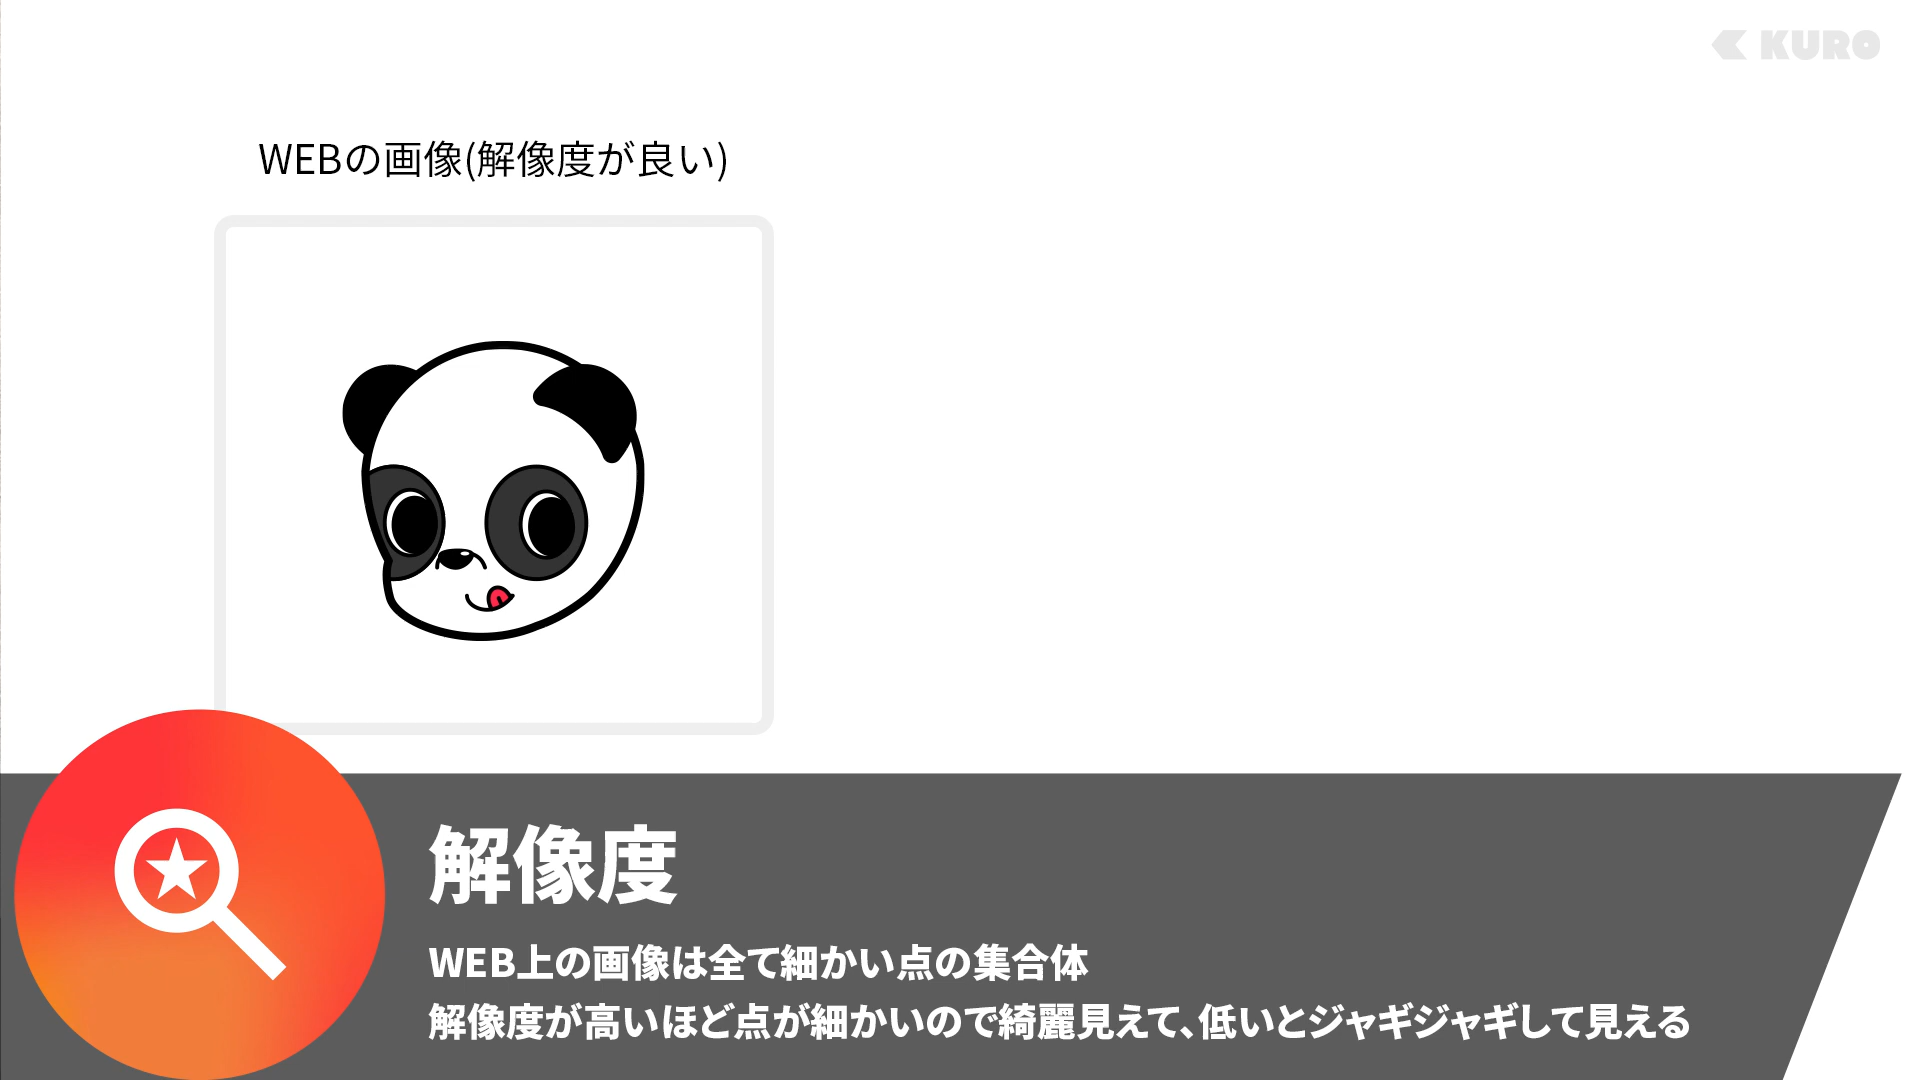 KURO
WEBの画像(解像度が良い)
解像度
WEB上の画像は全て細かい点の集合体
解像度が高いほど点が細かいので綺麗見えて、低いとジャギジャギして見える